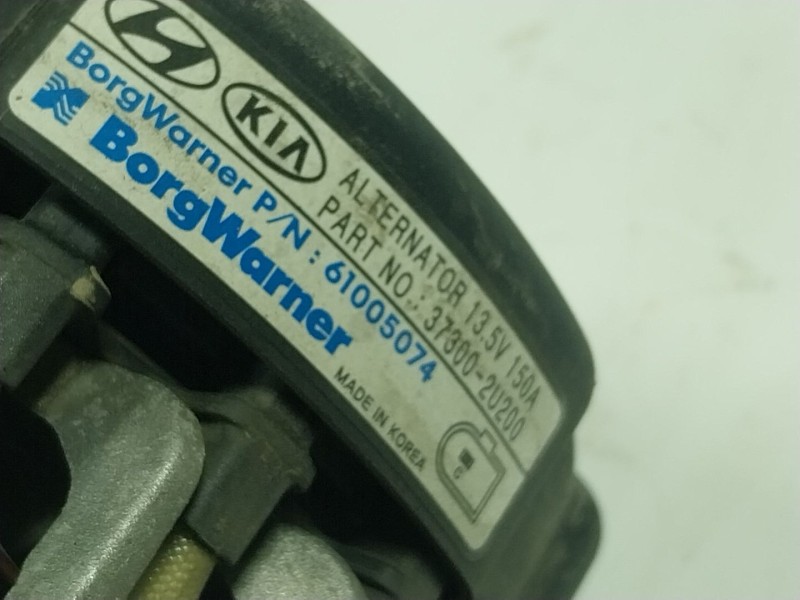 KIA
ALTERNATOR 13.5V 150A
PART NO.: 37300-2U200
BorgWarner P/N : 61005074
BorgWarner
MADE IN KOREA
G